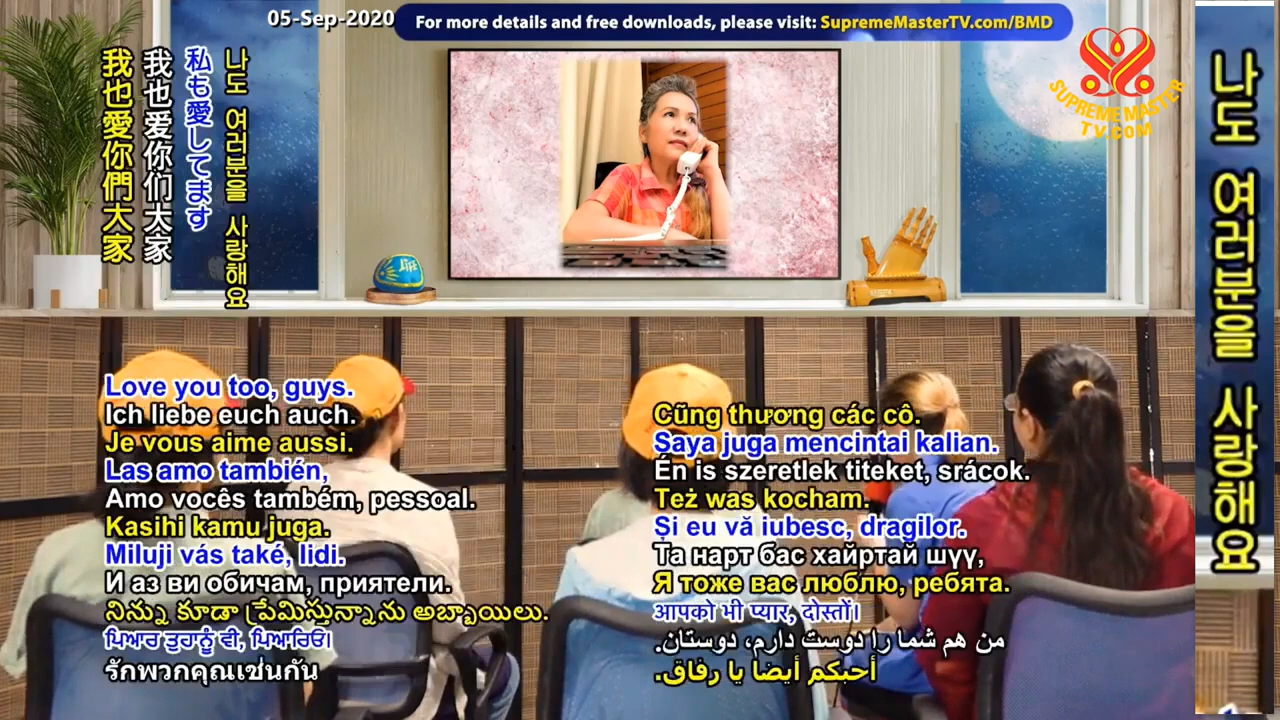 05-Sep-2020
For more details and free downloads, please visit: SupremeMasterTV.com/BMD
SUPREME MASTER
TV.COM
나도 여러분을 사랑해요
私も愛してます
我也爱你们大家
我也愛你們大家
나도 여러분을 사랑해요
LIFE
Love you too, guys.
Ich liebe euch auch.
Je vous aime aussi.
Las amo también,
Amo vocês também, pessoal.
Kasihi kamu juga.
Miluji vás také, lidi.
И аз ви обичам, приятели.
నిన్ను కూడా ప్రేమిస్తున్నాను అబ్బాయిలు.
ਪਿਆਰ ਤੁਹਾਨੂੰ ਵੀ, ਪਿਆਰਿਓ।
รักพวกคุณเช่นกัน
Cũng thương các cô.
Saya juga mencintai kalian.
Én is szeretlek titeket, srácok.
Też was kocham.
Și eu vă iubesc, dragilor.
Та нарт бас хайртай шүү,
Я тоже вас люблю, ребята.
आपको भी प्यार, दोस्तों।
من هم شما را دوست دارم، دوستان.
أحبكم أيضا يا رفاق.